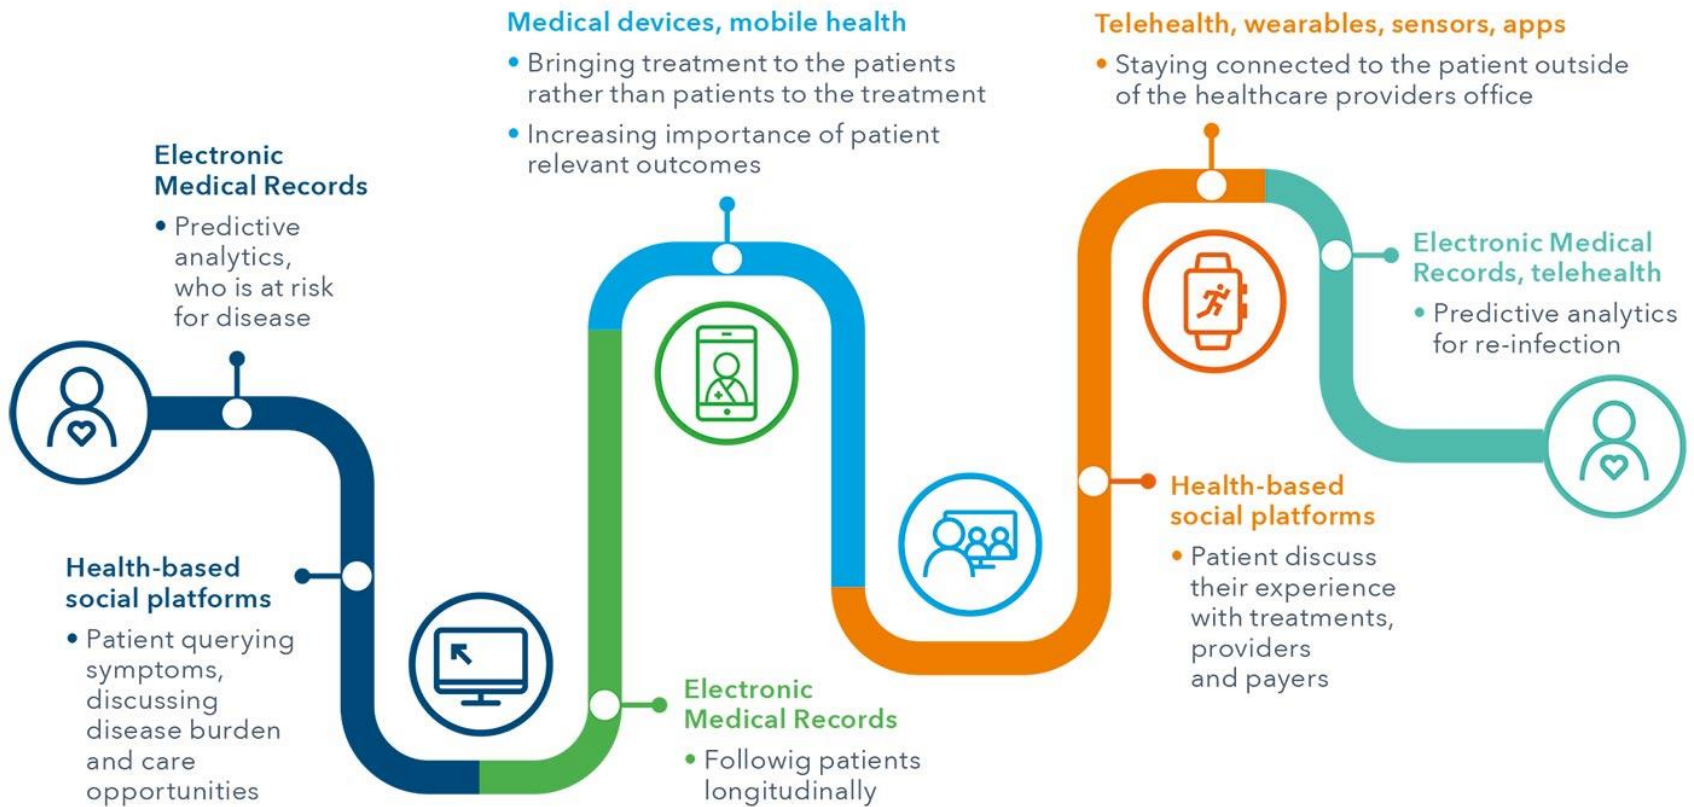 Electronic
Medical Records
• Predictive
analytics,
who is at risk
for disease
Health-based
social platforms
• Patient querying
symptoms,
discussing
disease burden
and care
opportunities
Electronic
Medical Records
• Followig patients
longitudinally
Medical devices, mobile health
• Bringing treatment to the patients
rather than patients to the treatment
• Increasing importance of patient
relevant outcomes
Health-based
social platforms
• Patient discuss
their experience
with treatments,
providers
and payers
Telehealth, wearables, sensors, apps
• Staying connected to the patient outside
of the healthcare providers office
Electronic Medical
Records, telehealth
• Predictive analytics
for re-infection